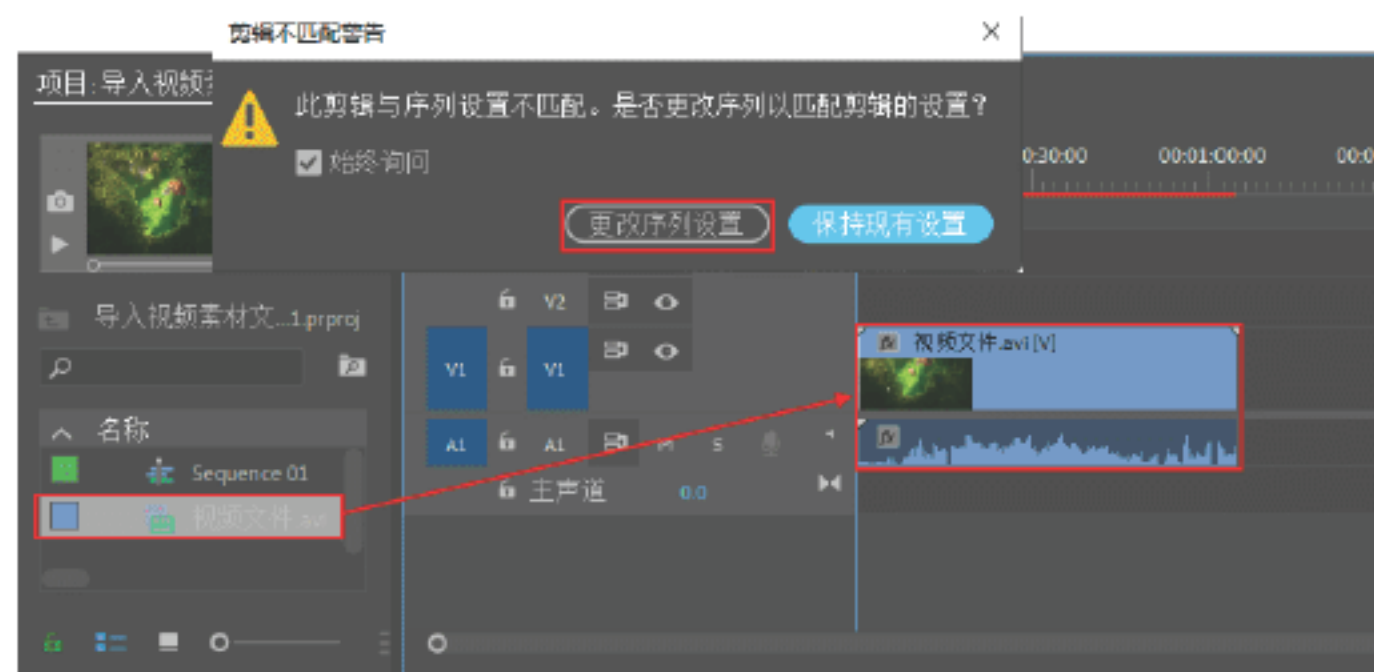 剪辑不匹配警告
项目:导入视频
此剪辑与序列设置不匹配。是否更改序列以匹配剪辑的设置?
始终询问
更改序列设置
保持现有设置
0:30:00
00:01:00:00
00:0
导入视频素材文...1.prproj
名称
Sequence 01
视频文件.avi
V2
V1
V1
A1
A1
M
S
主声道
0.0
fx 视频文件.avi [V]
fx